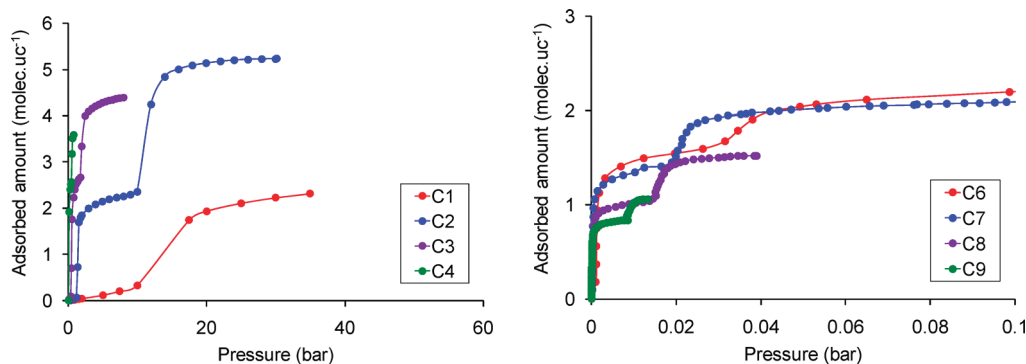 Adsorbed amount (molec.uc⁻¹)
6
5
4
3
2
1
0
0
20
40
60
Pressure (bar)
C1
C2
C3
C4
Adsorbed amount (molec.uc⁻¹)
3
2
1
0
0
0.02
0.04
0.06
0.08
0.1
Pressure (bar)
C6
C7
C8
C9